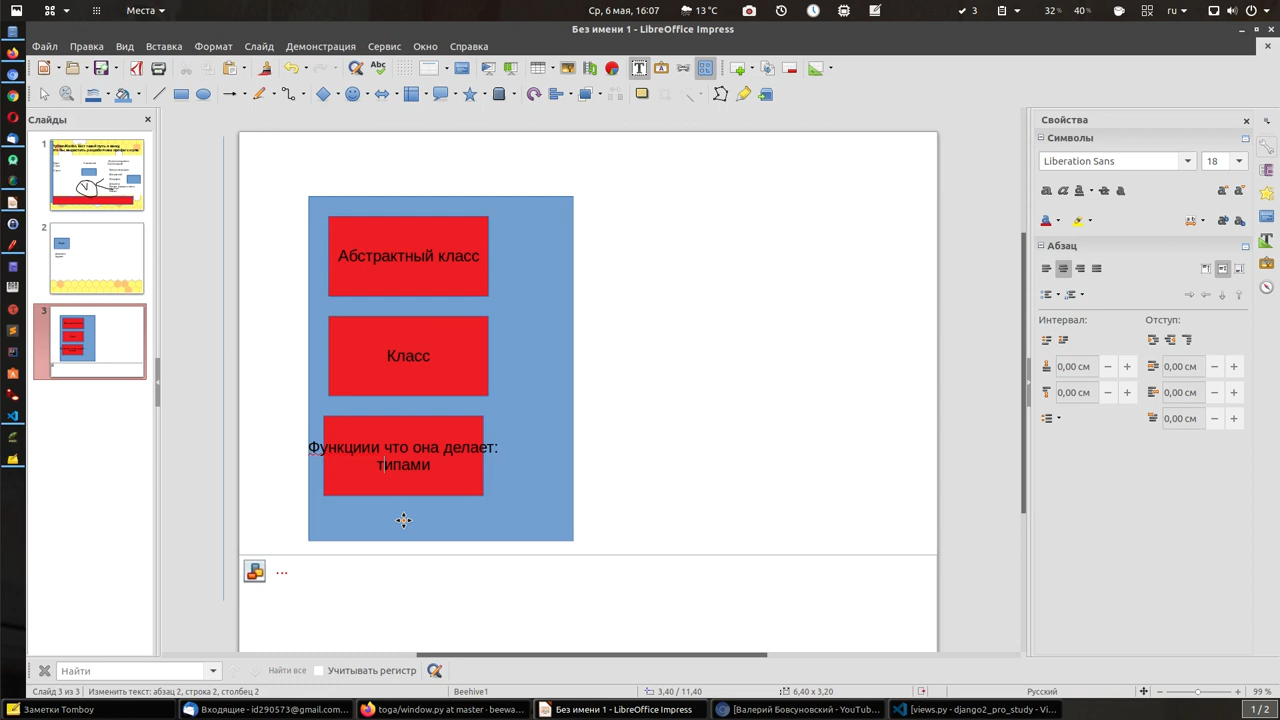 Места
Ср, 6 мая, 16:07
13 °C
3
32 %
40%
ru
Без имени 1 - LibreOffice Impress
Файл Правка Вид Вставка Формат Слайд Демонстрация Сервис Окно Справка
Слайды
1
2
3
Абстрактный класс
Класс
Функциии что она делает:
типами
...
Свойства
Символы
Liberation Sans 18
Абзац
Интервал: Отступ:
0,00 см 0,00 см
0,00 см 0,00 см
0,00 см
Найти Найти все Учитывать регистр
Слайд 3 из 3 Изменить текст: абзац 2, строка 2, столбец 2 Beehive1 3,40 / 11,40 6,40 x 3,20 Русский 99 %
Заметки Tomboy Входящие - id290573@gmail.com... toga/window.py at master · beewa... Без имени 1 - LibreOffice Impress [Валерий Бовсуновский - YouTub... [views.py - django2_pro_study - Vi... 1 / 2